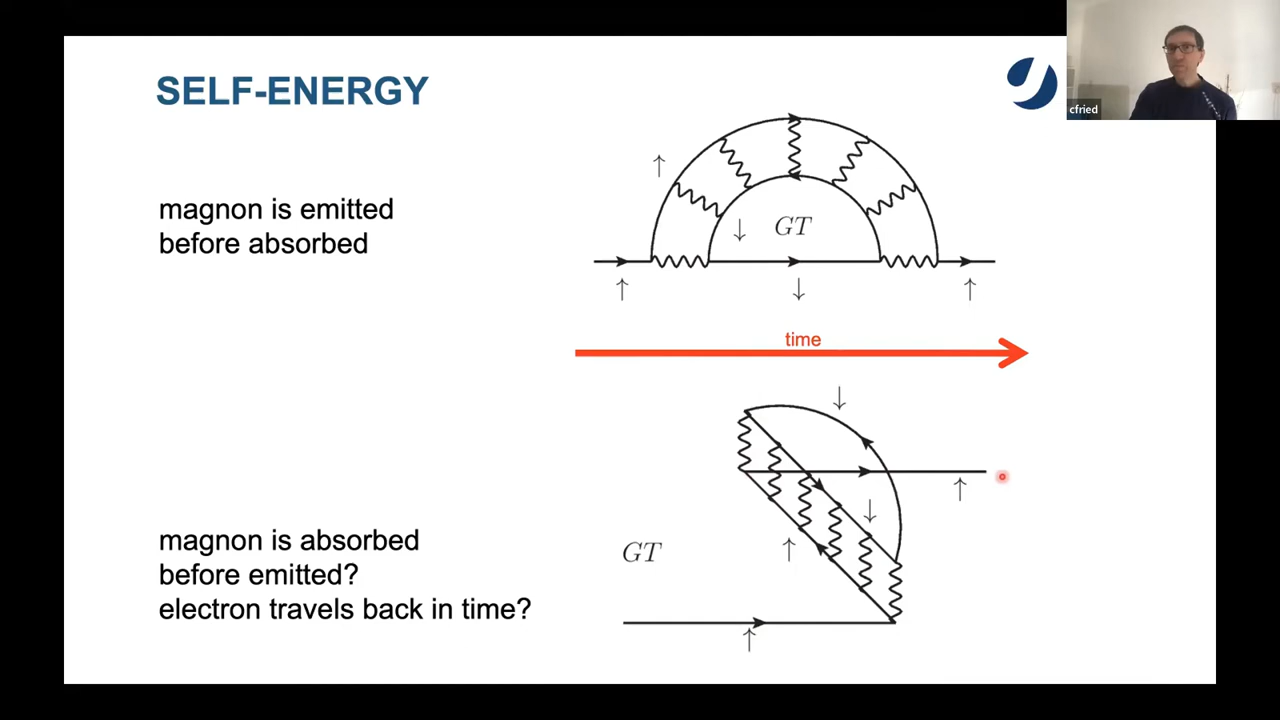 SELF-ENERGY
cfried
magnon is emitted
before absorbed
↑
↓
GT
↑
↓
↑
time
↓
↑
↓
magnon is absorbed
before emitted?
electron travels back in time?
GT
↑
↑